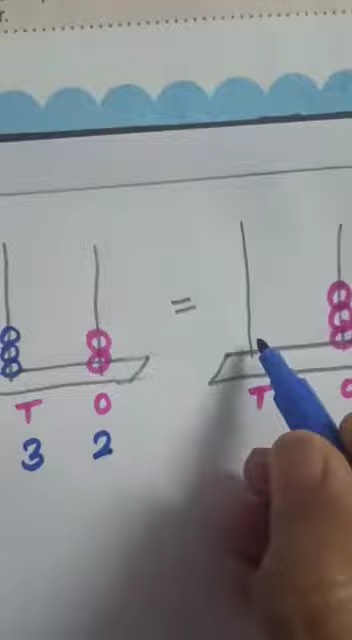 r.
=
T O T O
3 2